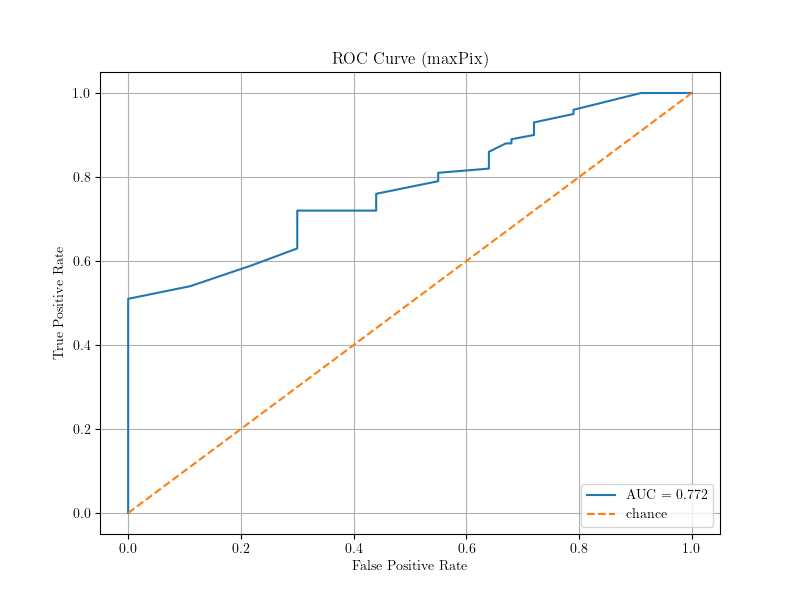 ROC Curve (maxPix)
True Positive Rate
1.0
0.8
0.6
0.4
0.2
0.0
0.0 0.2 0.4 0.6 0.8 1.0
False Positive Rate
AUC = 0.772
chance